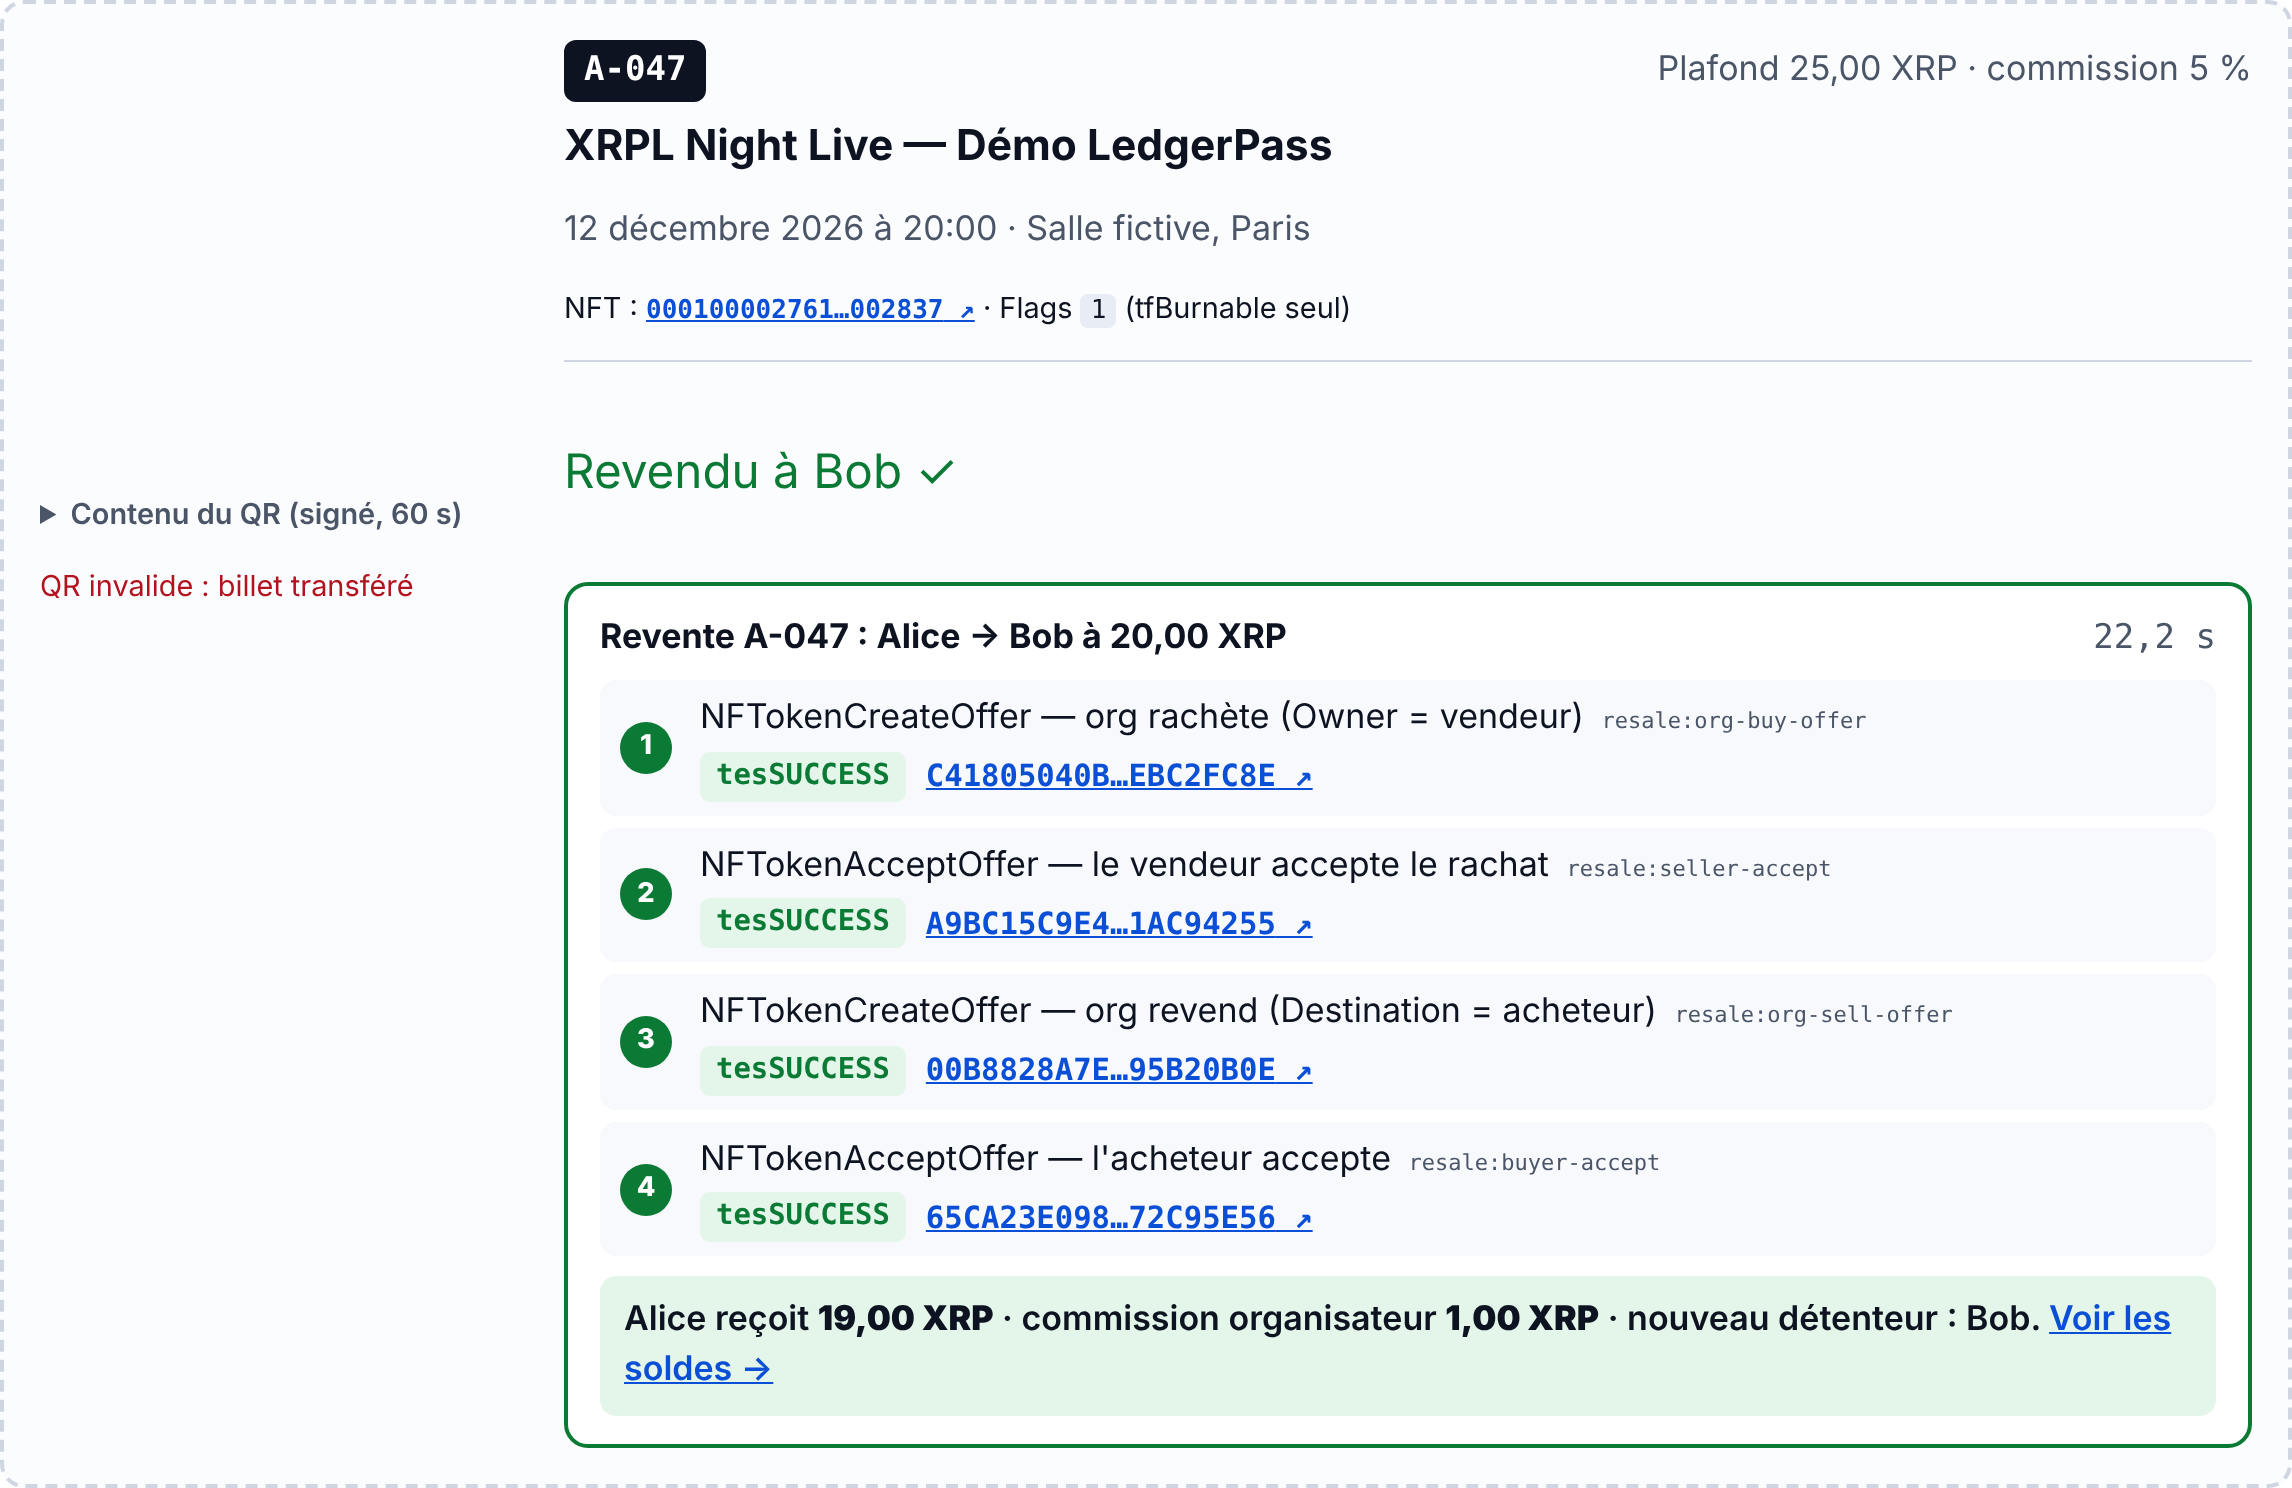 A-047
Plafond 25,00 XRP · commission 5 %
XRPL Night Live — Démo LedgerPass
12 décembre 2026 à 20:00 · Salle fictive, Paris
NFT : 000100002761…002837 ↗ · Flags 1 (tfBurnable seul)
Revendu à Bob ✓
▶ Contenu du QR (signé, 60 s)
QR invalide : billet transféré
Revente A-047 : Alice → Bob à 20,00 XRP
22,2 s
1
NFTokenCreateOffer — org rachète (Owner = vendeur) resale:org-buy-offer
tesSUCCESS C41805040B…EBC2FC8E ↗
2
NFTokenAcceptOffer — le vendeur accepte le rachat resale:seller-accept
tesSUCCESS A9BC15C9E4…1AC94255 ↗
3
NFTokenCreateOffer — org revend (Destination = acheteur) resale:org-sell-offer
tesSUCCESS 00B8828A7E…95B20B0E ↗
4
NFTokenAcceptOffer — l'acheteur accepte resale:buyer-accept
tesSUCCESS 65CA23E098…72C95E56 ↗
Alice reçoit 19,00 XRP · commission organisateur 1,00 XRP · nouveau détenteur : Bob. Voir les
soldes →